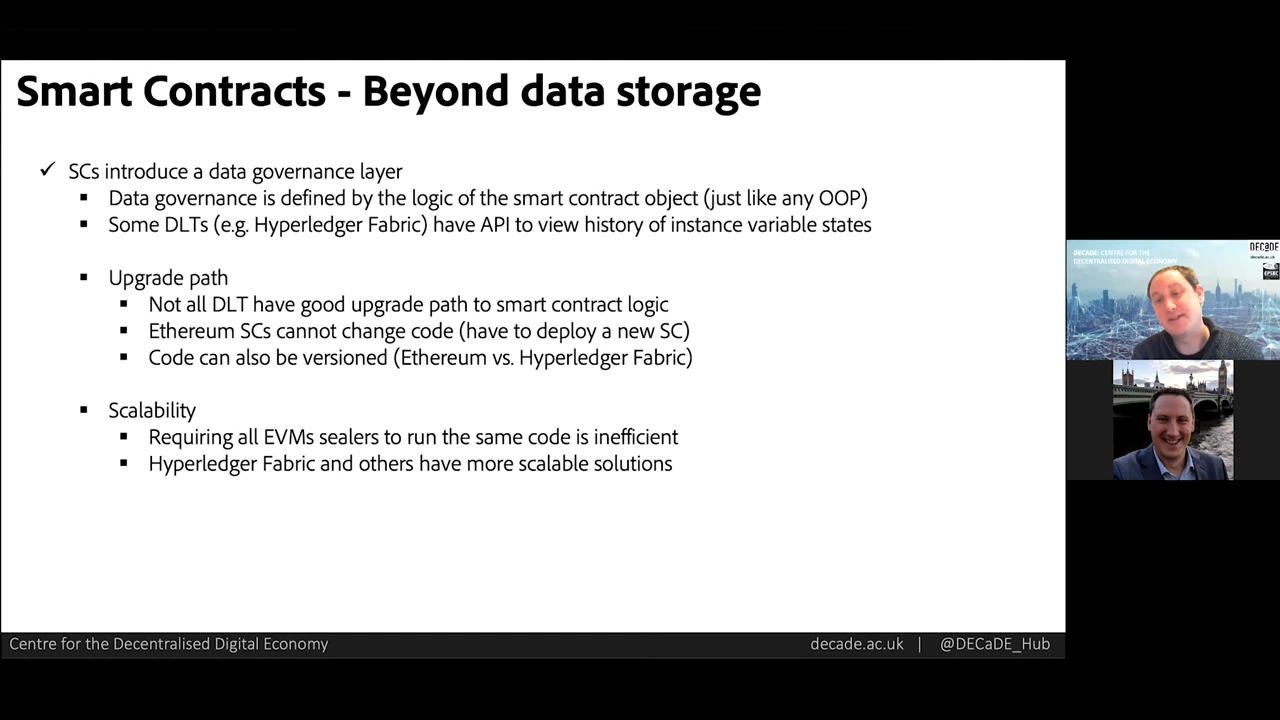 Smart Contracts - Beyond data storage
✓ SCs introduce a data governance layer
▪ Data governance is defined by the logic of the smart contract object (just like any OOP)
▪ Some DLTs (e.g. Hyperledger Fabric) have API to view history of instance variable states
▪ Upgrade path
▪ Not all DLT have good upgrade path to smart contract logic
▪ Ethereum SCs cannot change code (have to deploy a new SC)
▪ Code can also be versioned (Ethereum vs. Hyperledger Fabric)
▪ Scalability
▪ Requiring all EVMs sealers to run the same code is inefficient
▪ Hyperledger Fabric and others have more scalable solutions
Centre for the Decentralised Digital Economy
decade.ac.uk | @DECaDE_Hub
DECADE: CENTRE FOR THE
DECENTRALISED DIGITAL ECONOMY
DECaDE
decade.ac.uk
EPSRC